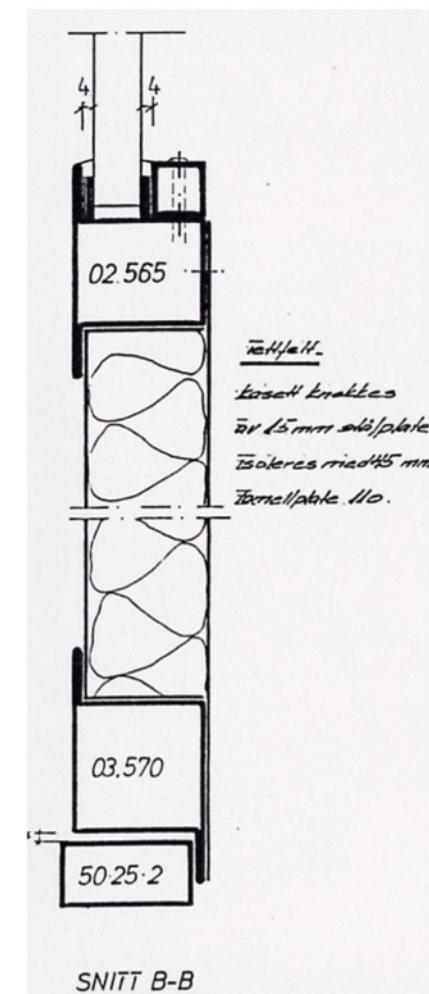 4 4
02.565
Tettfelt.
kasett knekkes
av 1.5 mm stålplate
Isoleres med 45 mm
lamellplate 110.
03.570
50·25·2
SNITT B-B